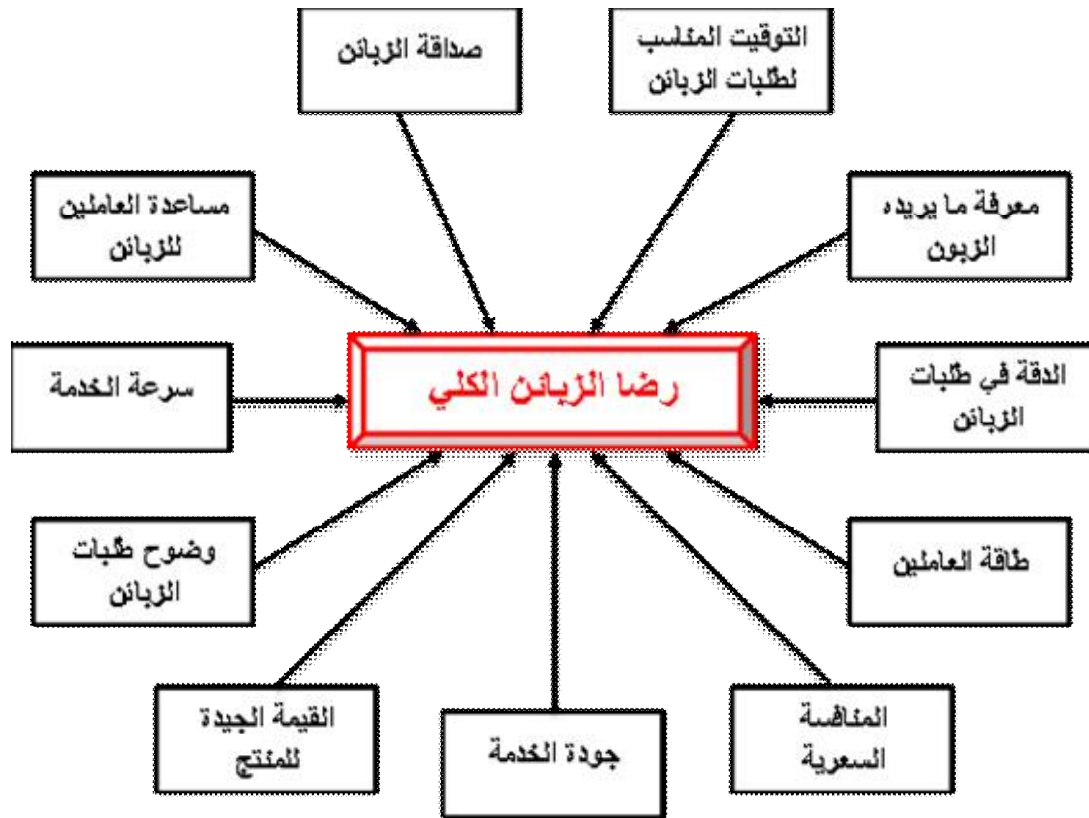 التوقيت المناسب
لطلبات الزبائن
صداقة الزبائن
معرفة ما يريده
الزبون
مساعدة العاملين
للزبائن
رضا الزبائن الكلي
الدقة في طلبات
الزبائن
سرعة الخدمة
طاقة العاملين
وضوح طلبات
الزبائن
المنافسة
السعرية
جودة الخدمة
القيمة الجيدة
للمنتج